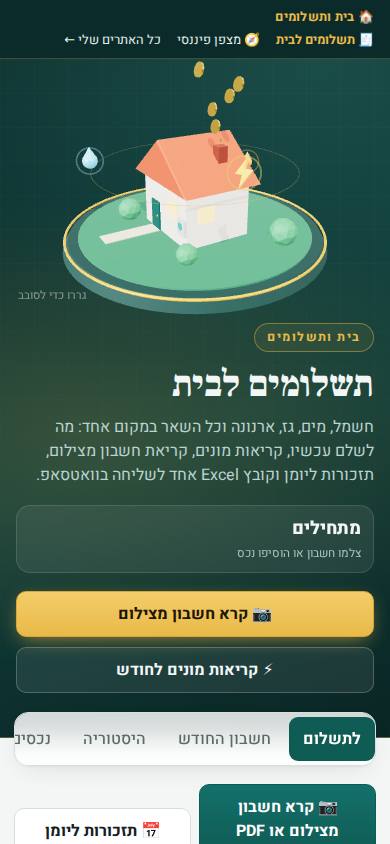 🏠 בית ותשלומים
🧾 תשלומים לבית 🧭 מצפן פיננסי כל האתרים שלי ←
גררו כדי לסובב
בית ותשלומים
תשלומים לבית
חשמל, מים, גז, ארנונה וכל השאר במקום אחד: מה
לשלם עכשיו, קריאות מונים, קריאת חשבון מצילום,
תזכורות ליומן וקובץ Excel אחד לשליחה בוואטסאפ.
מתחילים
צלמו חשבון או הוסיפו נכס
📷 קרא חשבון מצילום
⚡ קריאות מונים לחודש
לתשלום חשבון החודש היסטוריה נכסים
📷 קרא חשבון
מצילום או PDF
📅 תזכורות ליומן